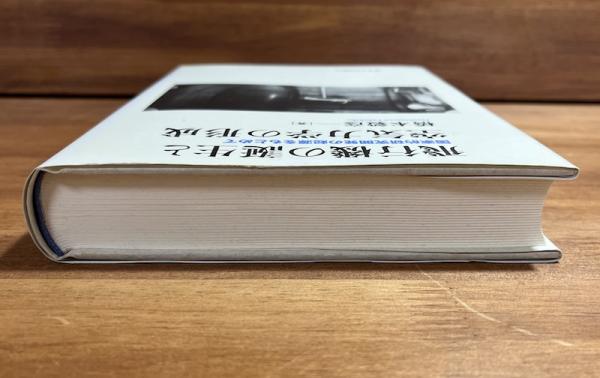 飛行機の誕生と
空気力学の形成
国家的研究開発の起源をもとめて
橋本毅彦［著］